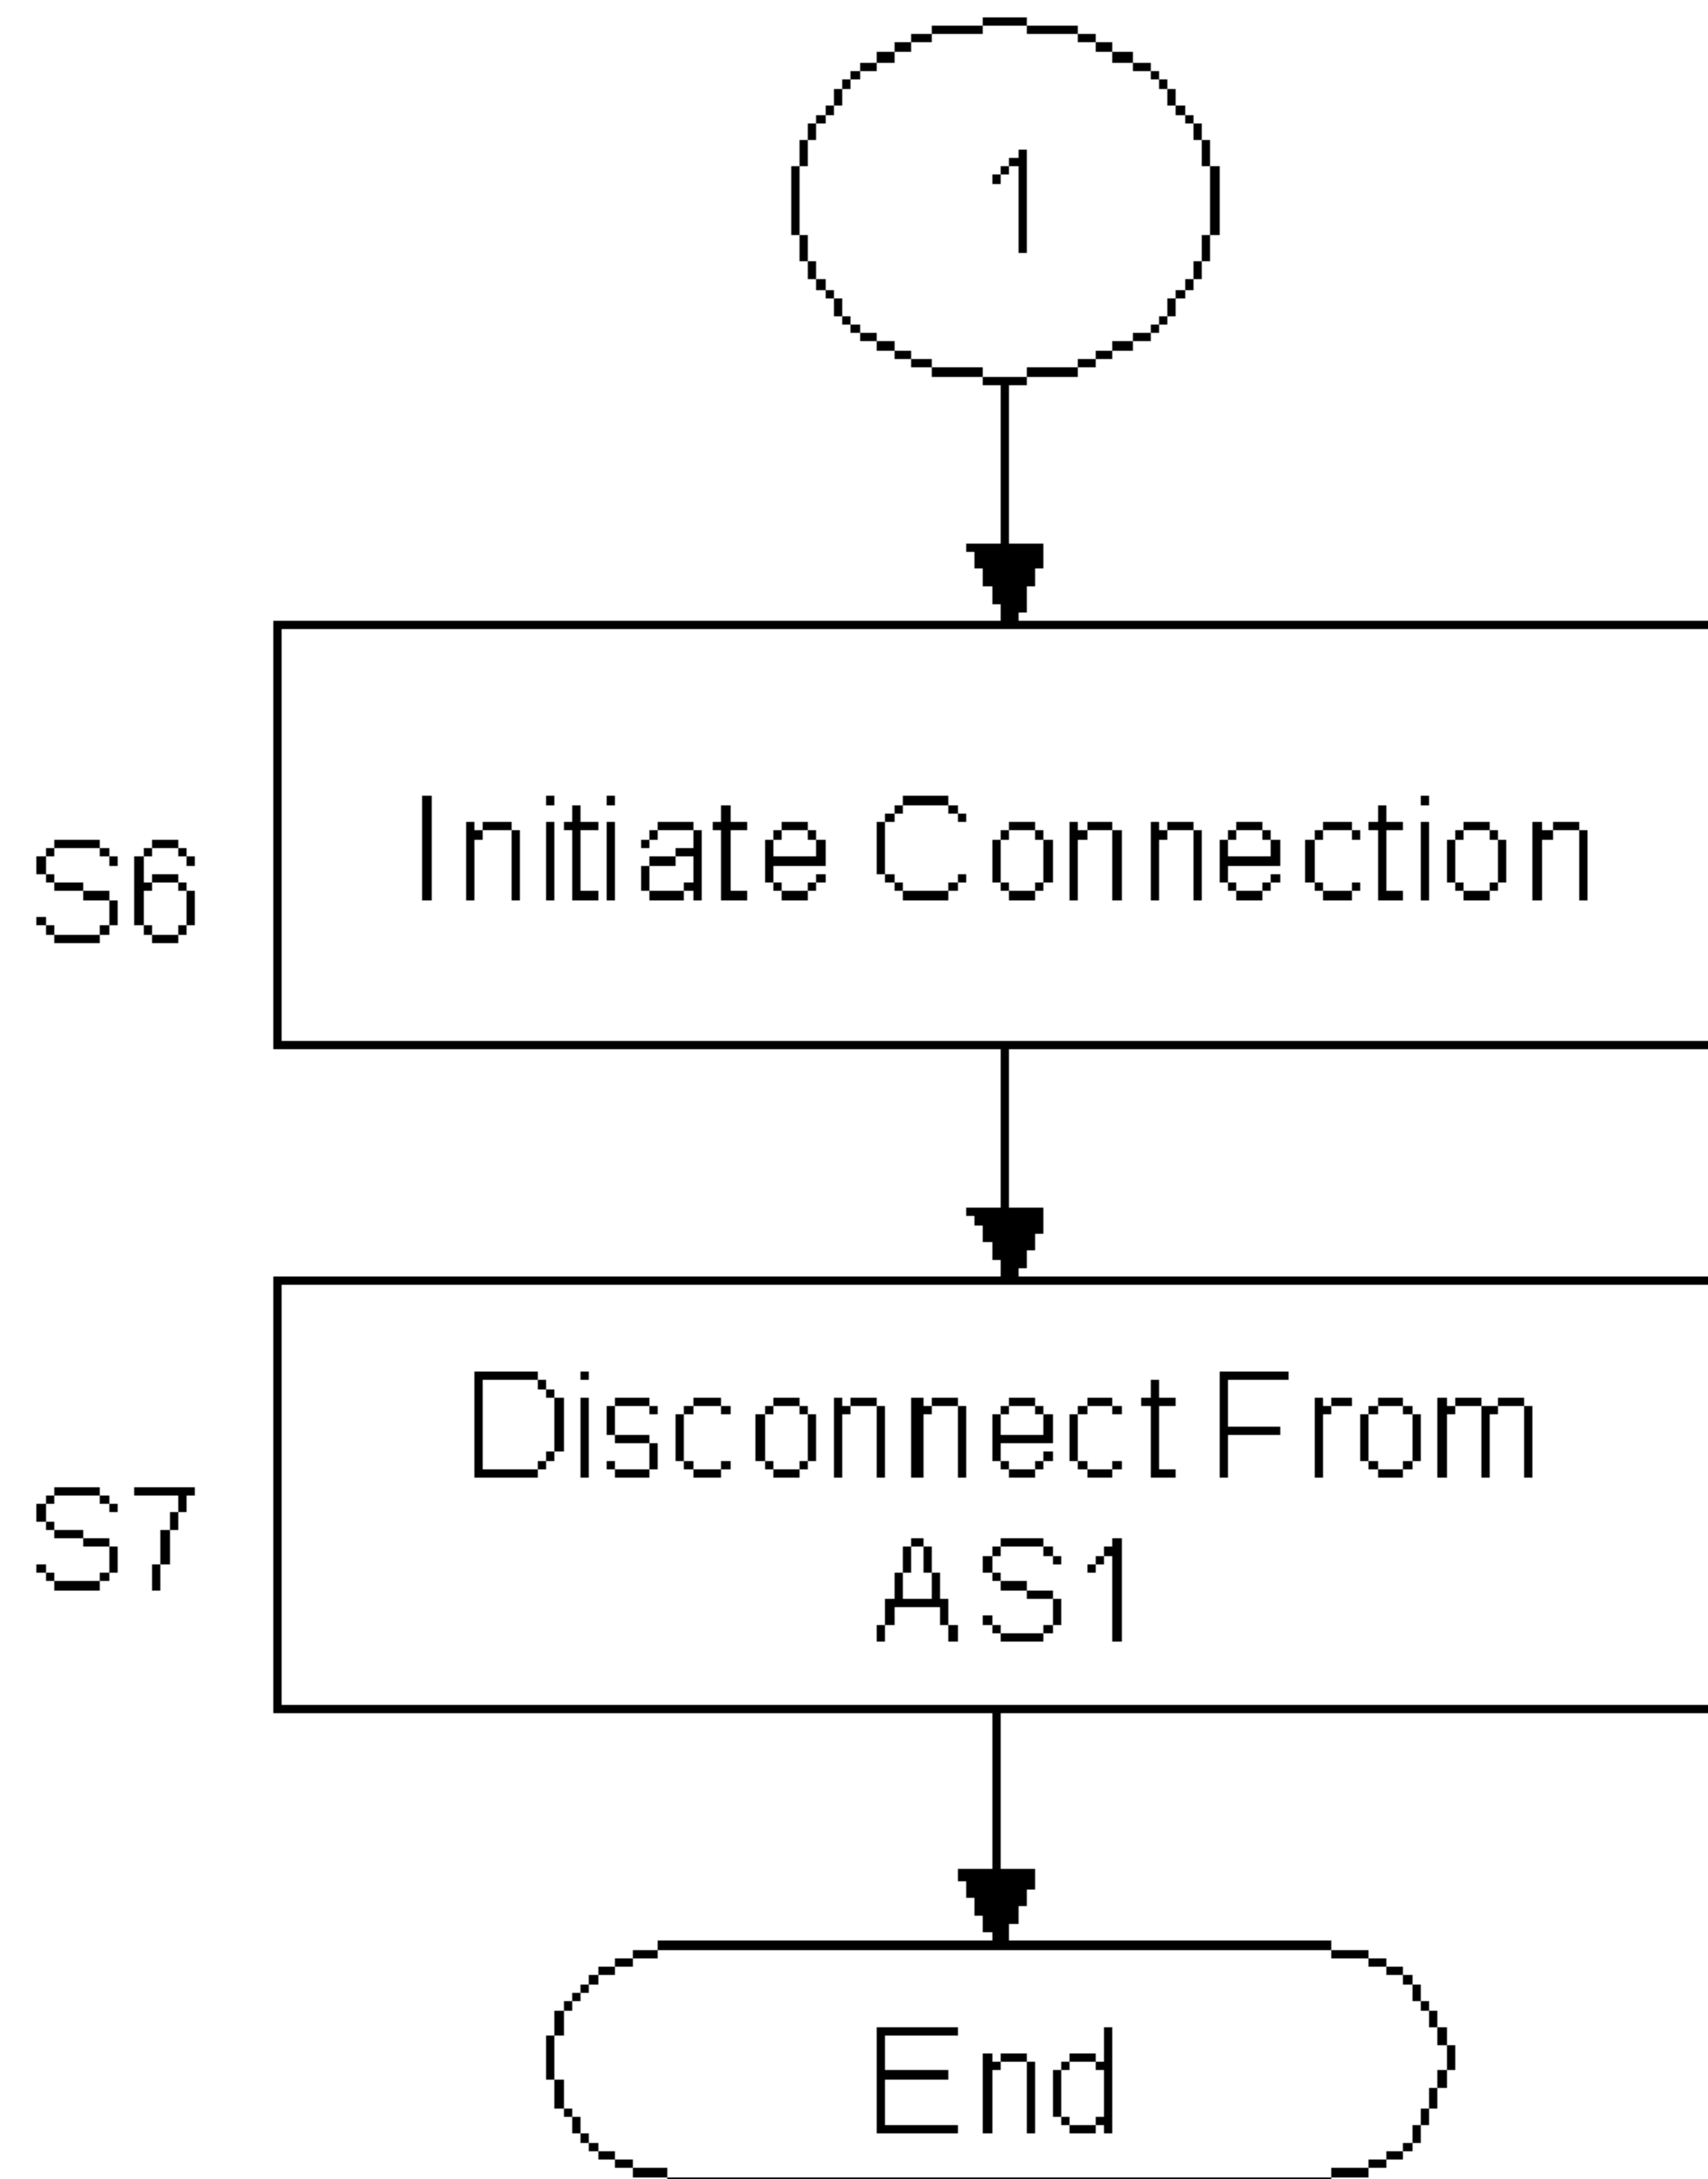 1
S6
Initiate Connection
S7
Disconnect From
AS1
End